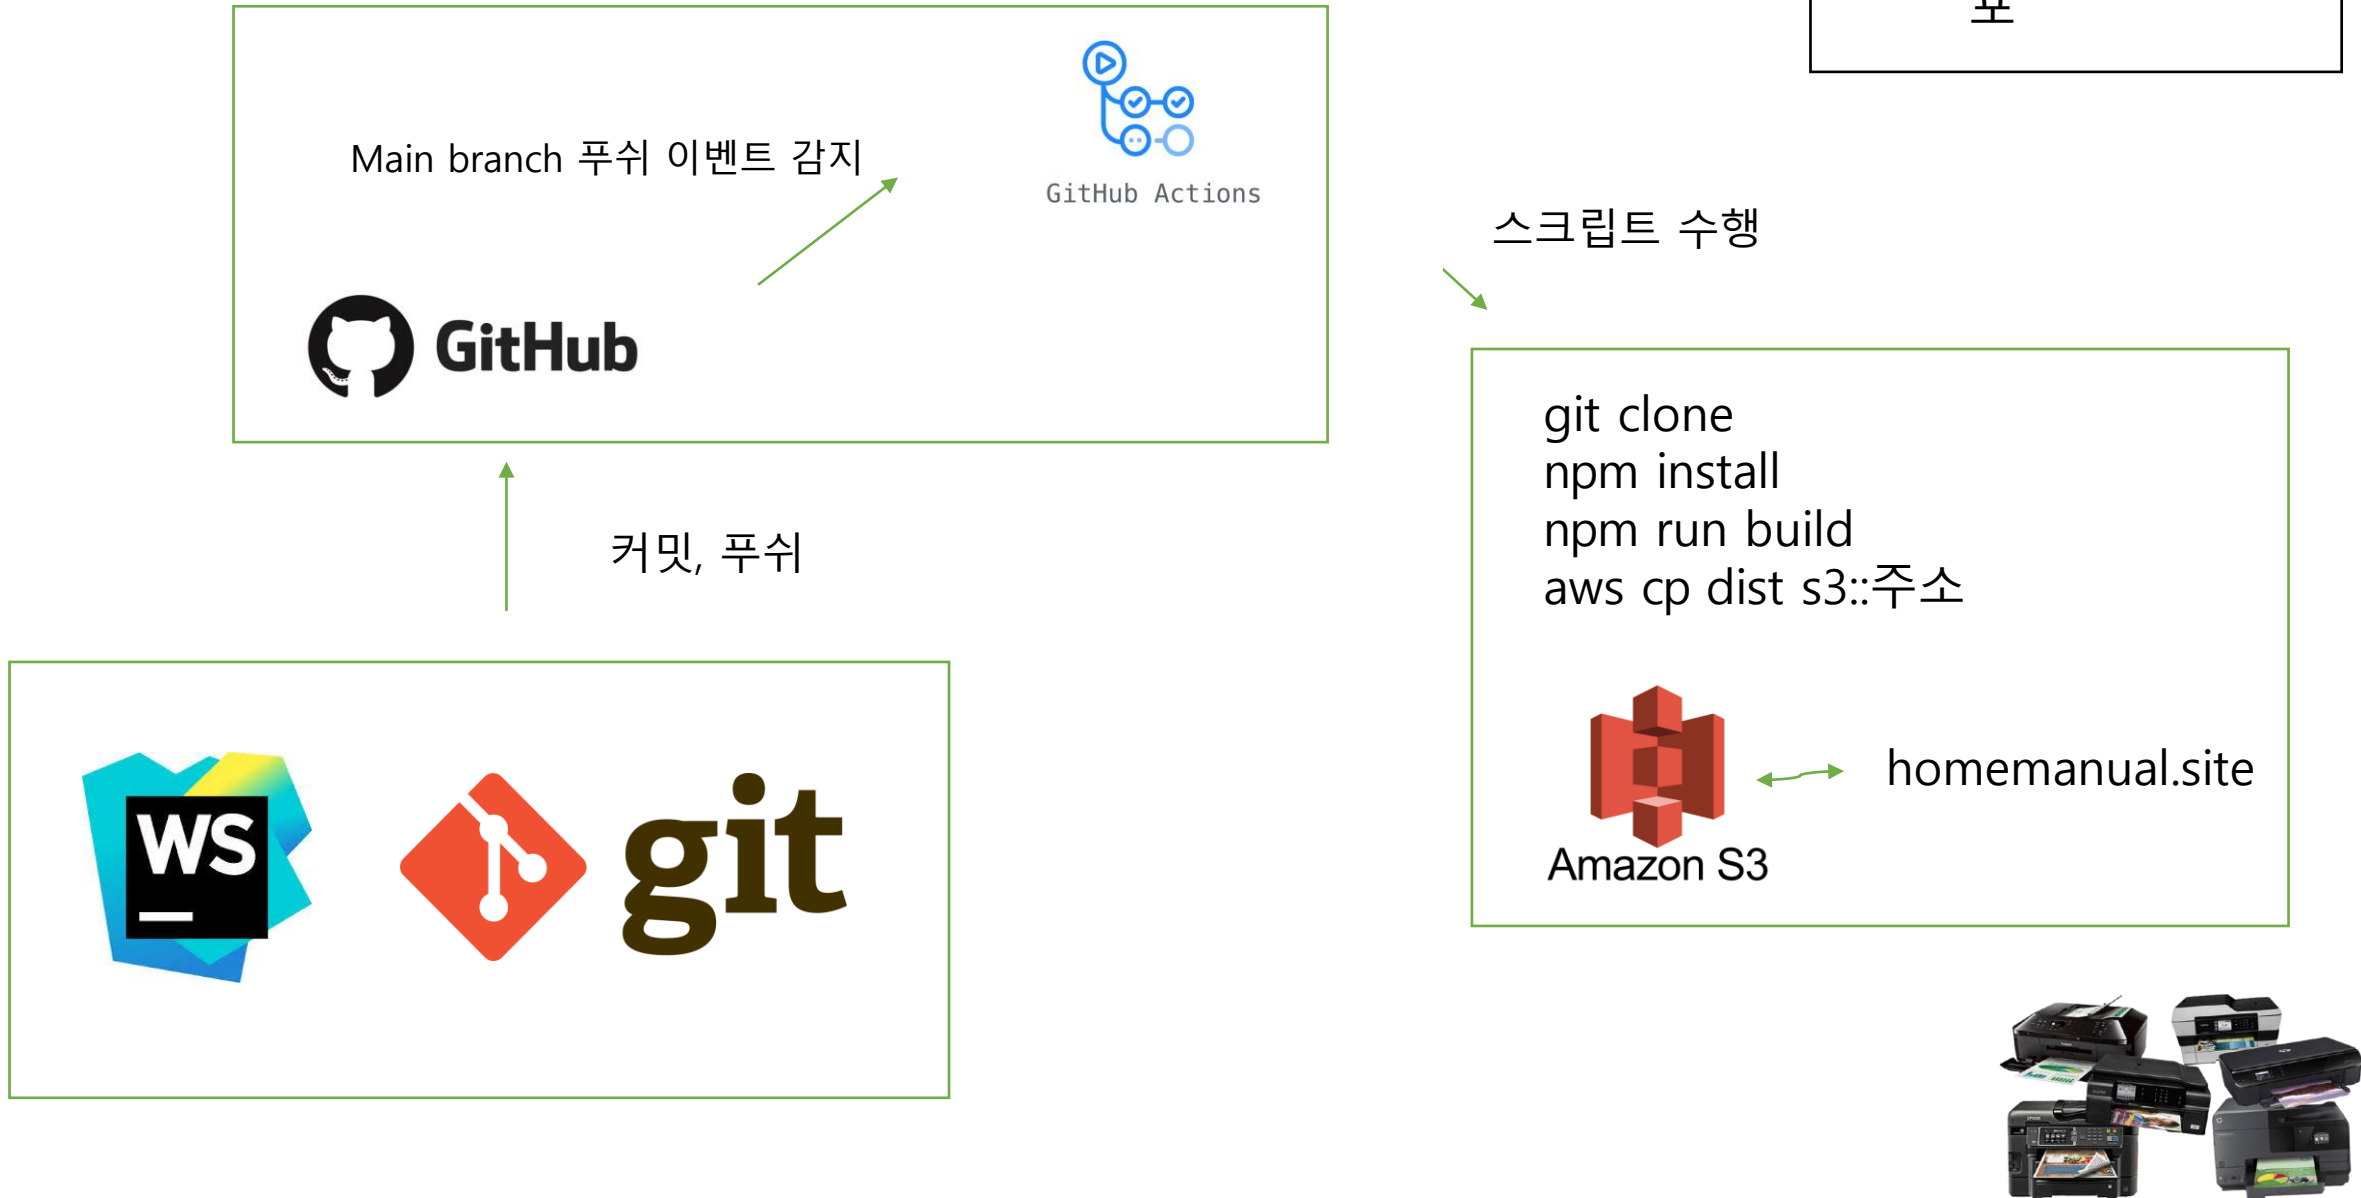 Main branch 푸쉬 이벤트 감지
GitHub Actions
GitHub
커밋, 푸쉬
WS
git
스크립트 수행
git clone
npm install
npm run build
aws cp dist s3::주소
Amazon S3
homemanual.site